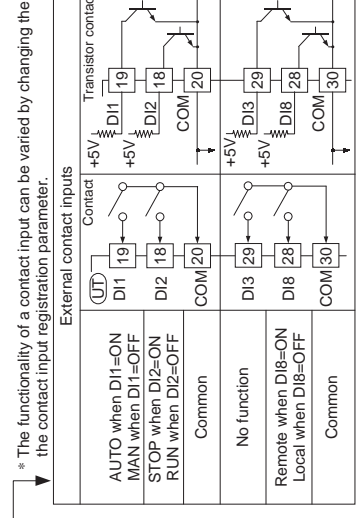 * The functionality of a contact input can be varied by changing the
the contact input registration parameter.
External contact inputs
Contact
Transistor contact
UT
AUTO when DI1=ON
MAN when DI1=OFF
DI1
19
+5V
DI1
19
STOP when DI2=ON
RUN when DI2=OFF
DI2
18
+5V
DI2
18
Common
COM
20
COM
20
No function
DI3
29
+5V
DI3
29
Remote when DI8=ON
Local when DI8=OFF
DI8
28
+5V
DI8
28
Common
COM
30
COM
30